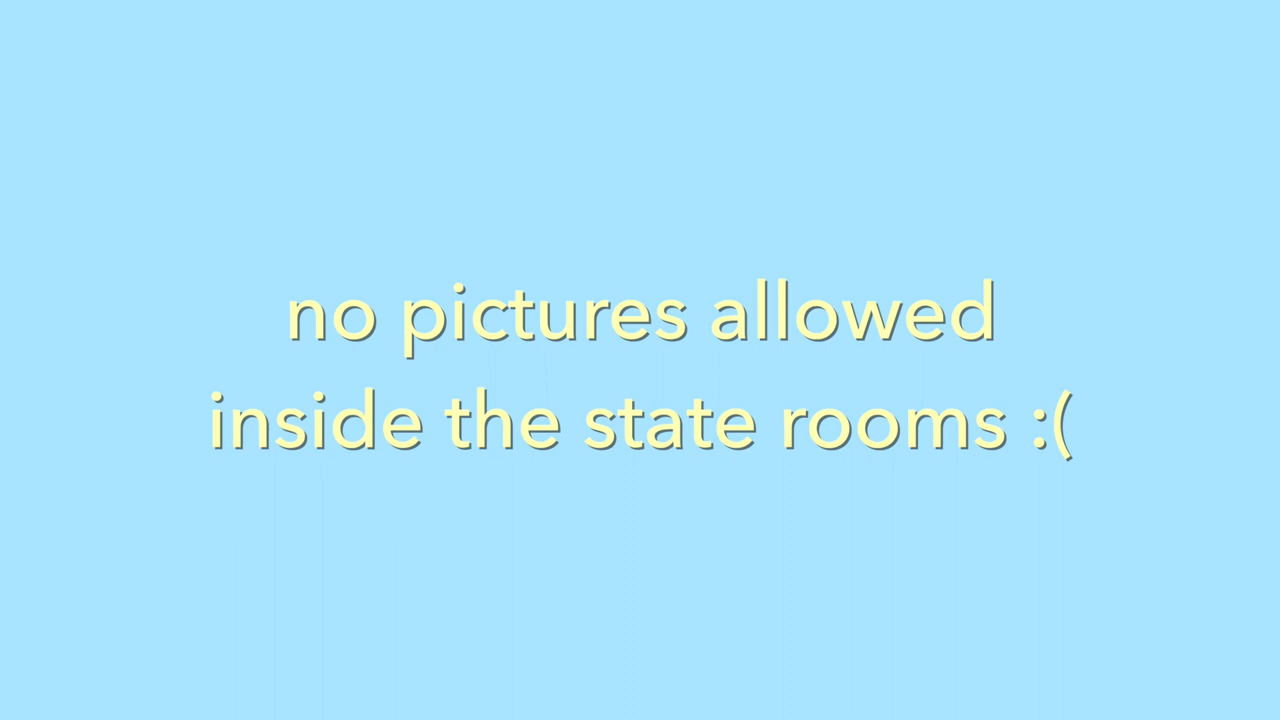 no pictures allowed
inside the state rooms :(